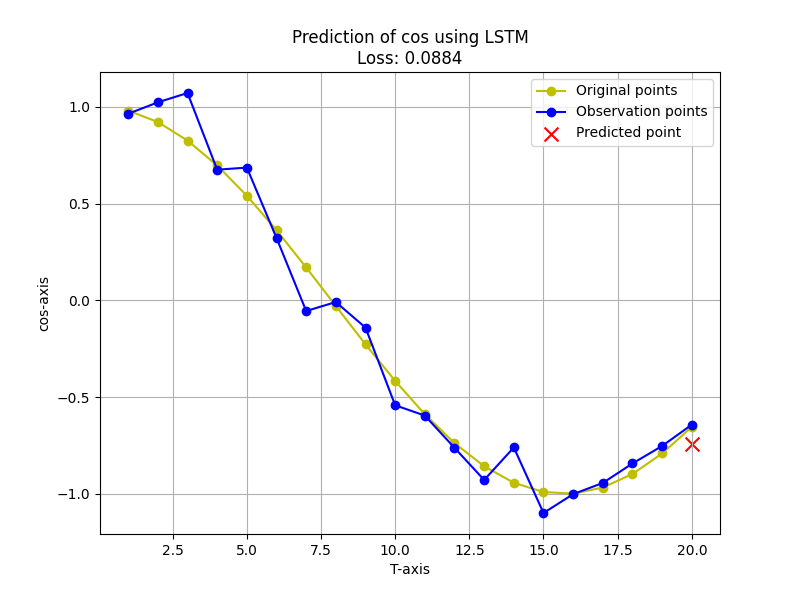 Prediction of cos using LSTM
Loss: 0.0884
Original points
Observation points
Predicted point
cos-axis
1.0
0.5
0.0
−0.5
−1.0
2.5 5.0 7.5 10.0 12.5 15.0 17.5 20.0
T-axis